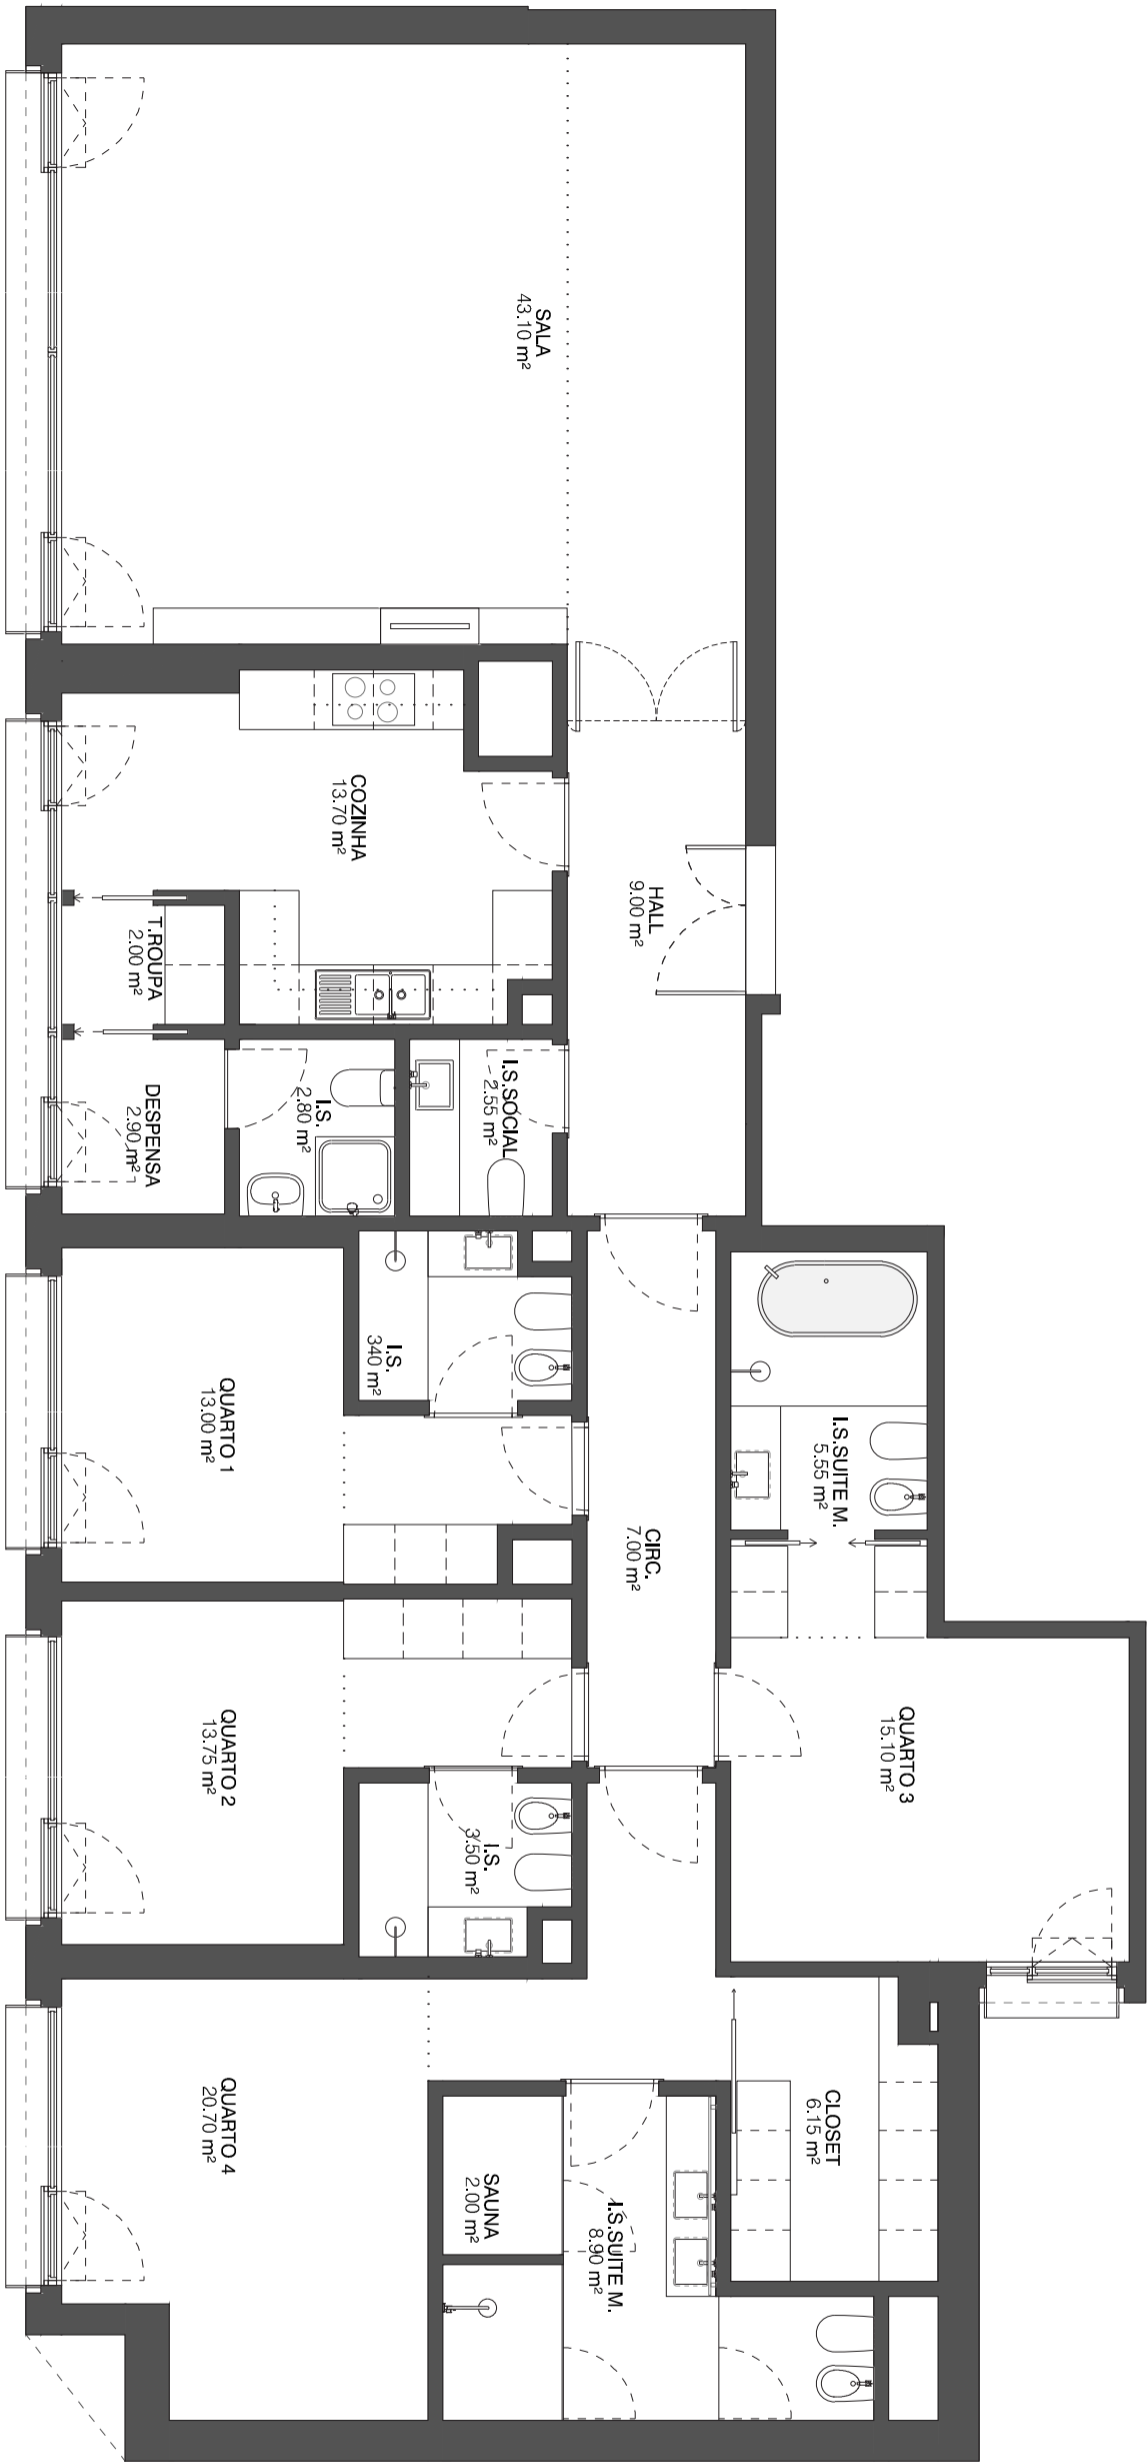 SALA
43.10 m²
COZINHA
13.70 m²
HALL
9.00 m²
T.ROUPA
2.00 m²
DESPENSA
2.90 m²
I.S.
2.80 m²
I.S.SOCIAL
2.55 m²
I.S.
340 m²
QUARTO 1
13.00 m²
I.S.SUITE M.
5.55 m²
CIRC.
7.00 m²
QUARTO 2
13.75 m²
QUARTO 3
15.10 m²
I.S.
3.50 m²
QUARTO 4
20.70 m²
CLOSET
6.15 m²
SAUNA
2.00 m²
I.S.SUITE M.
8.90 m²